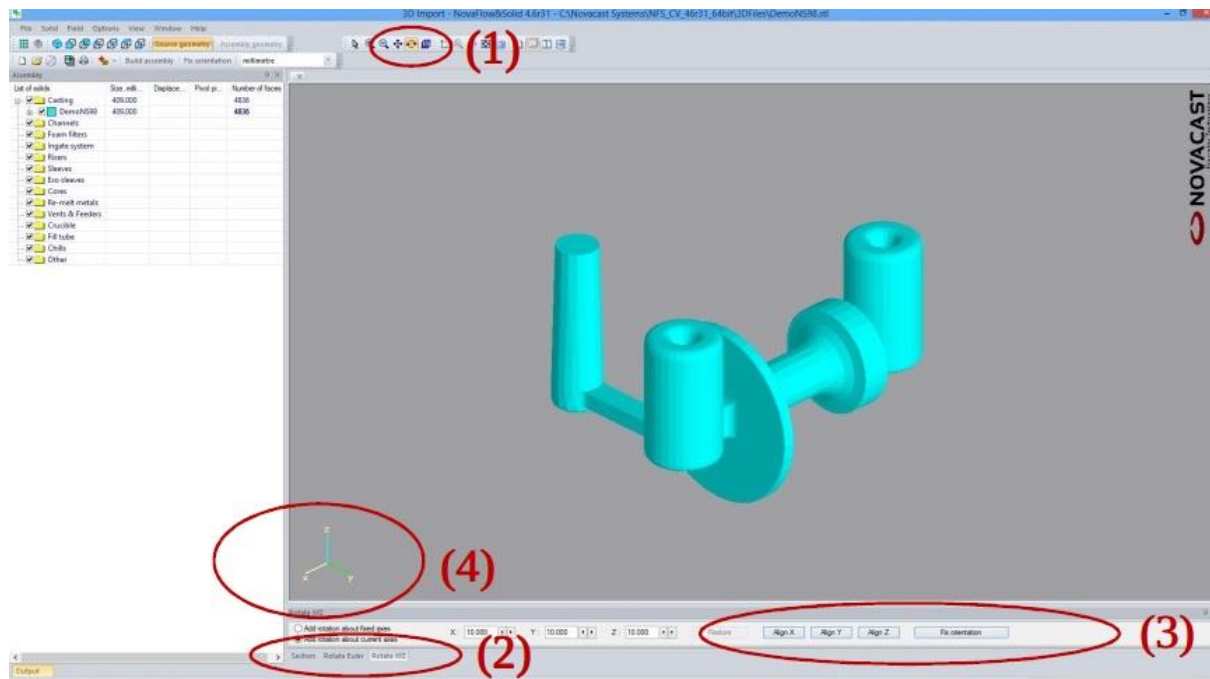 3D Import - NovaFlow&Solid 4.6r31 - C:\Novacast Systems\NFS_CV_46r31_64bit\3DFiles\DemoNS98.stl
File Solid Field Options View Window Help
Source geometry Assembly geometry
(1)
Build assembly Fix orientation millimetre
Assembly
List of solids Size, mili... Displace... Pivot p... Number of faces
Casting 409.000 4836
DemoNS98 409.000 4836
Channels
Foam filters
Ingate system
Risers
Sleeves
Exo sleeves
Cores
Re-melt metals
Vents & Feeders
Crucible
Fill tube
Chills
Other
NOVACAST
Z
X Y
(4)
Rotate XYZ
Add rotation about fixed axes
Add rotation about current axes
X: 10.000 Y: 10.000 Z: 10.000 Restore Align X Align Y Align Z Fix orientation
(3)
Section Rotate Euler Rotate XYZ
(2)
Output